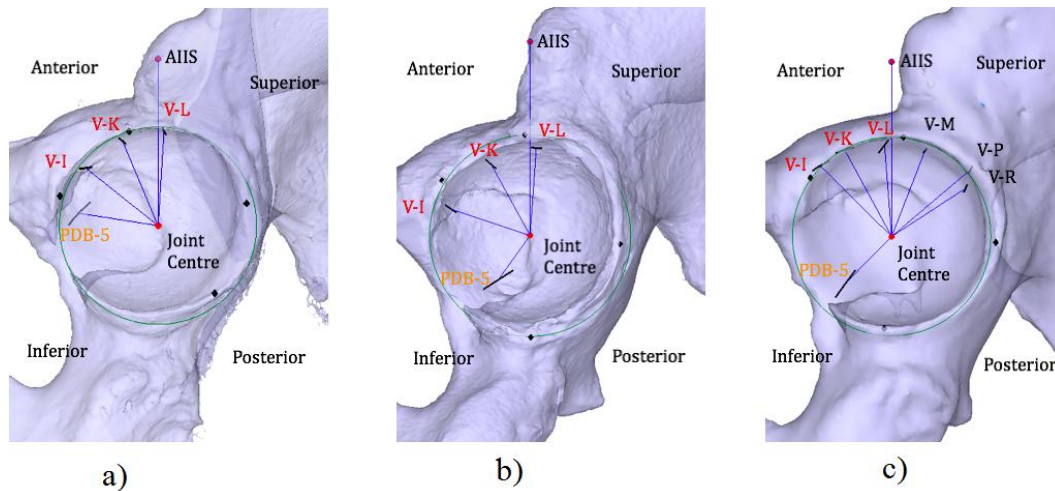 AIIS
Anterior
Superior
V-L
V-K
V-I
PDB-5
Joint
Centre
Inferior
Posterior
a)
AIIS
Anterior
Superior
V-L
V-K
V-I
Joint
Centre
PDB-5
Inferior
Posterior
b)
AIIS
Anterior
Superior
V-L
V-M
V-K
V-I
V-P
V-R
Joint
Centre
PDB-5
Inferior
Posterior
c)